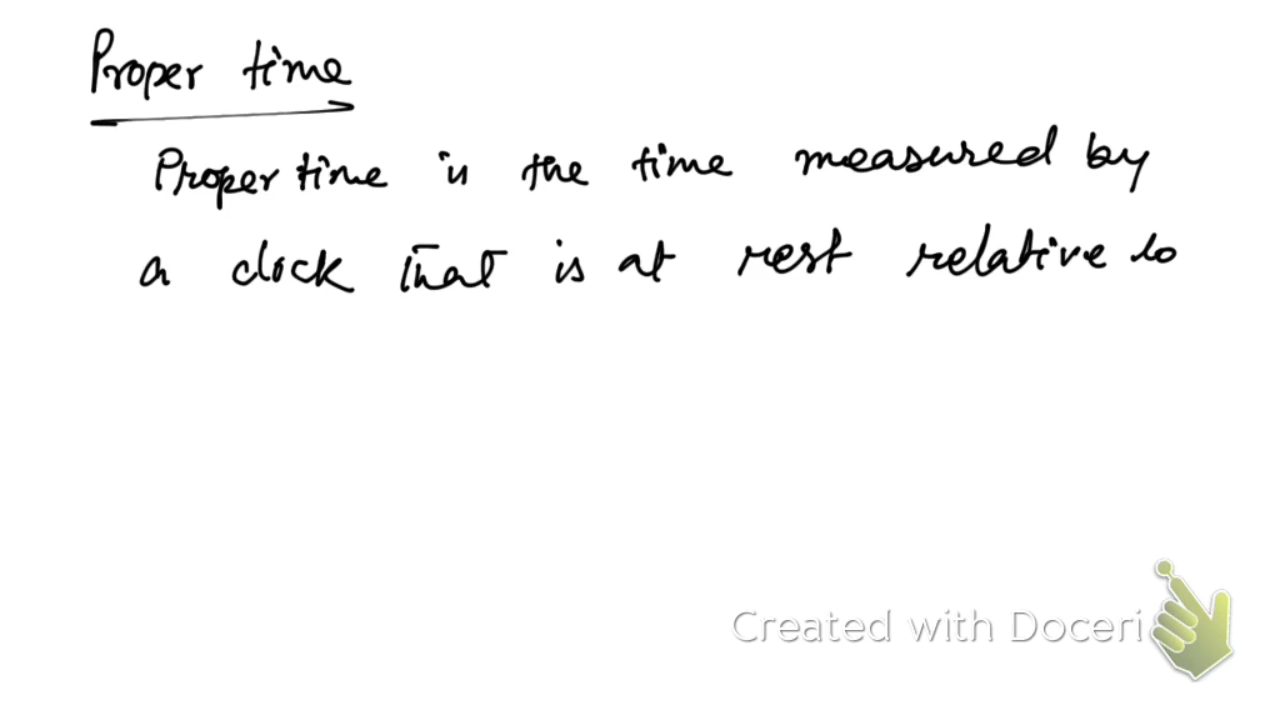 Proper time
Proper time is the time measured by
a clock that is at rest relative to
Created with Doceri